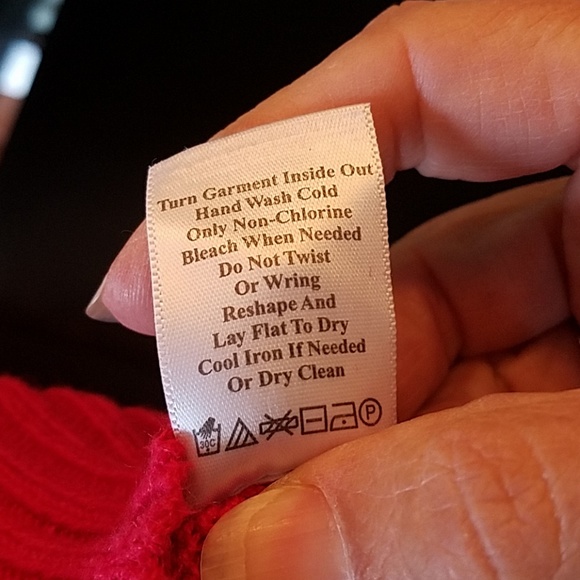 Turn Garment Inside Out
Hand Wash Cold
Only Non-Chlorine
Bleach When Needed
Do Not Twist
Or Wring
Reshape And
Lay Flat To Dry
Cool Iron If Needed
Or Dry Clean
30C P